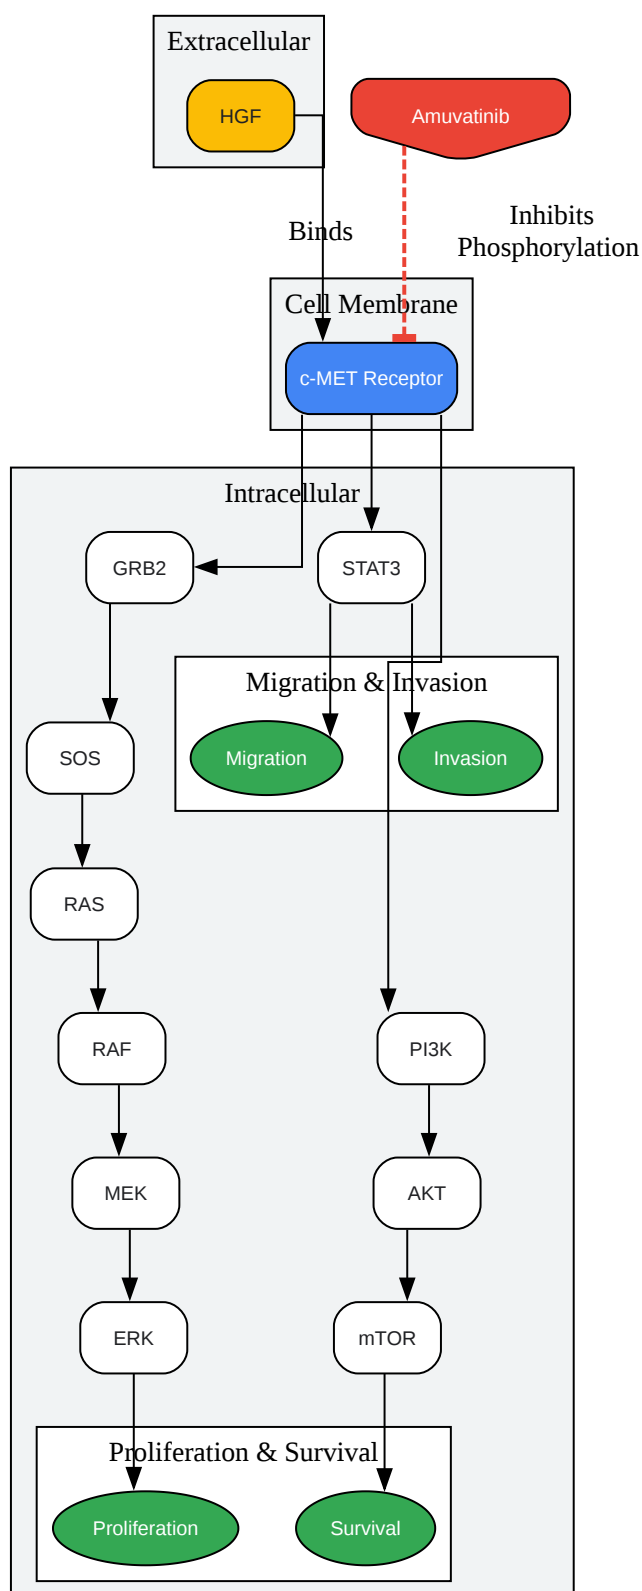 Extracellular
HGF
Amuvatinib
Binds
Inhibits
Phosphorylation
Cell Membrane
c-MET Receptor
Intracellular
GRB2
STAT3
Migration & Invasion
SOS
Migration
Invasion
RAS
RAF
PI3K
MEK
AKT
ERK
mTOR
Proliferation & Survival
Proliferation
Survival